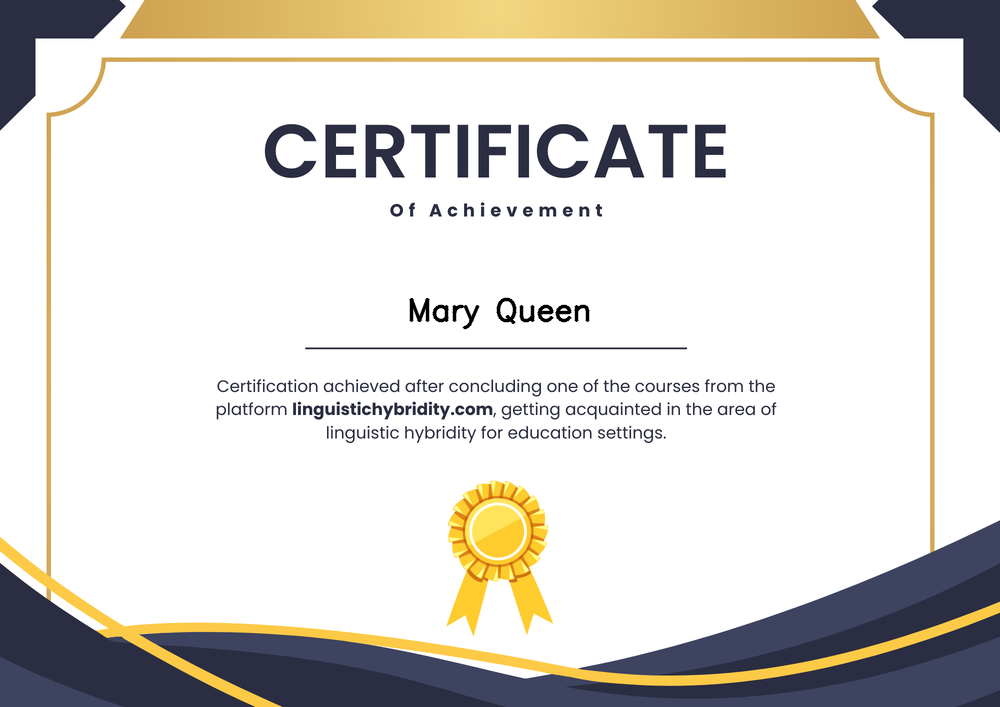 CERTIFICATE
Of Achievement
Mary Queen
Certification achieved after concluding one of the courses from the
platform linguistichybridity.com, getting acquainted in the area of
linguistic hybridity for education settings.